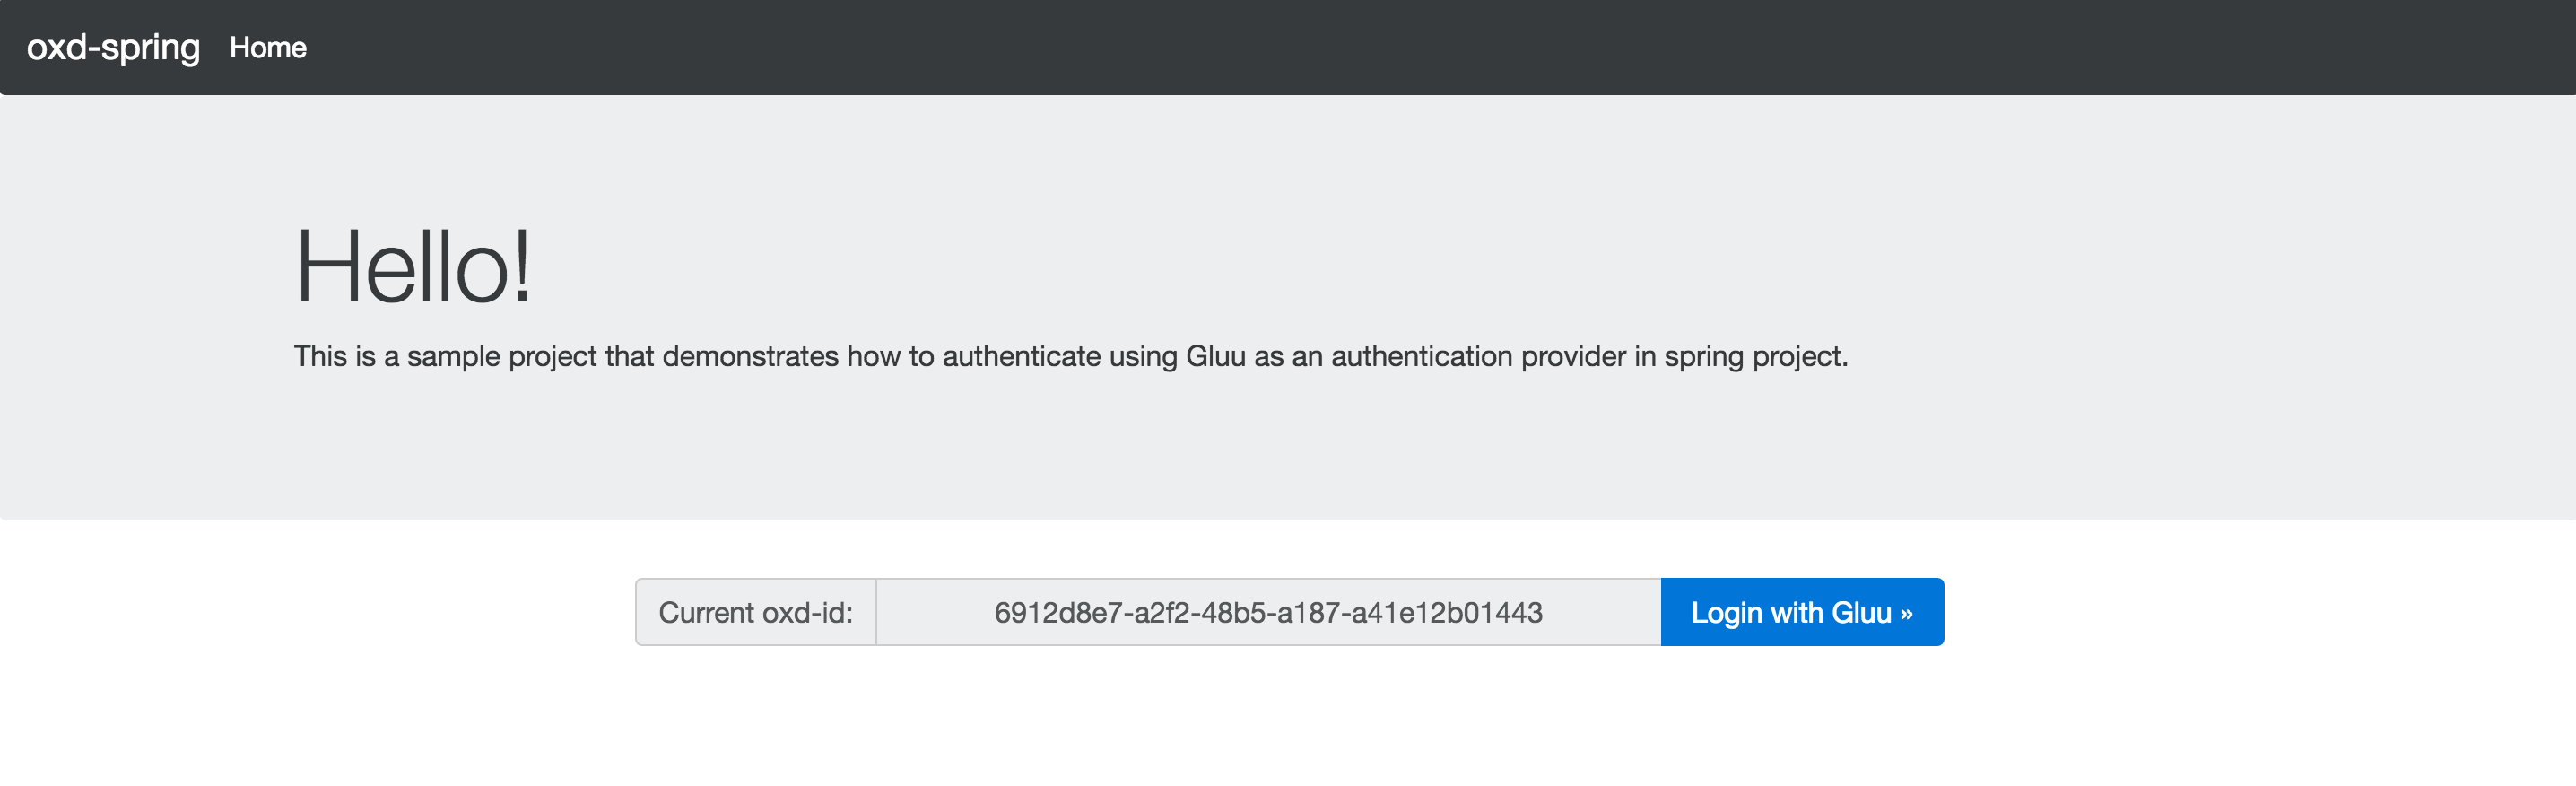 oxd-spring Home
Hello!
This is a sample project that demonstrates how to authenticate using Gluu as an authentication provider in spring project.
Current oxd-id: 6912d8e7-a2f2-48b5-a187-a41e12b01443 Login with Gluu »